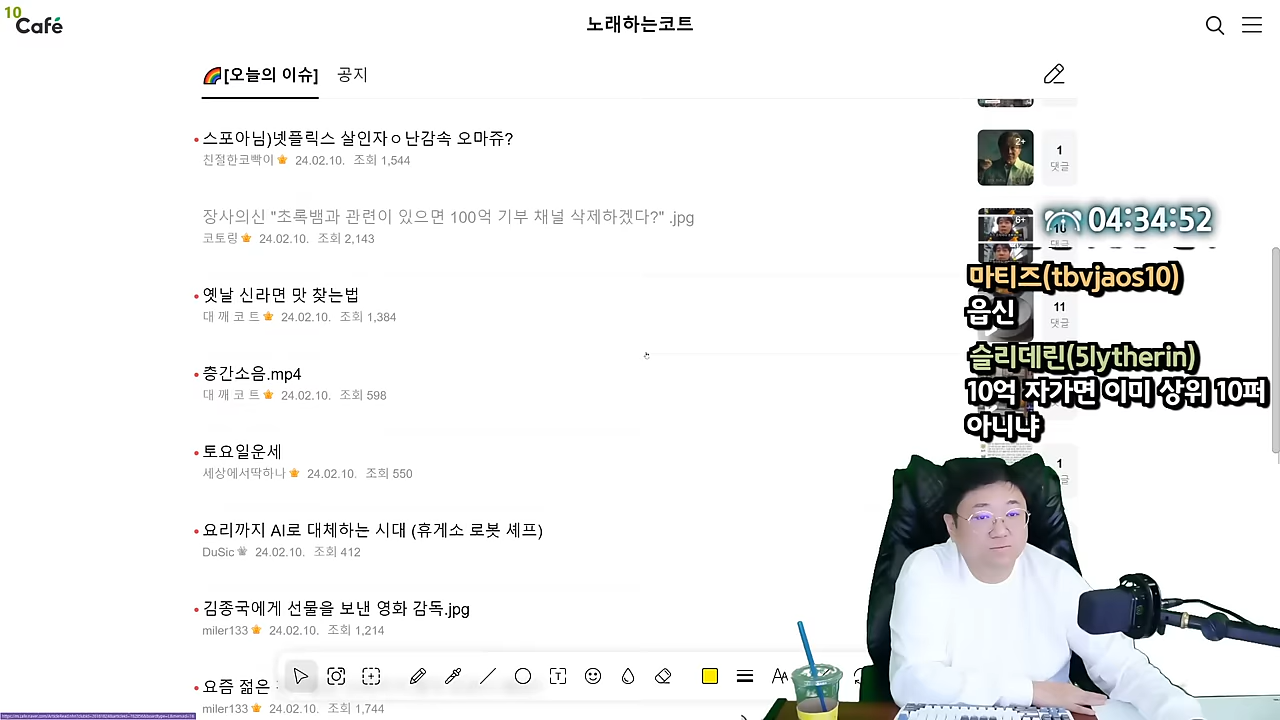 10
Café
노래하는코트
🌈[오늘의 이슈] 공지
스포아님)넷플릭스 살인자ㅇ난감속 오마쥬?
친절한코빡이 24.02.10. 조회 1,544
2+
1
댓글
장사의신 "초록뱀과 관련이 있으면 100억 기부 채널 삭제하겠다?" .jpg
코토랑 조회 2,143
6+
10
04:34:52
마티즈(tbvjaos10)
읍신
옛날 신라면 맛 찾는법
대 깨 코 트 24.02.10. 조회 1,384
11
댓글
슬리데린(5lytherin)
10억 자가면 이미 상위 10퍼
아니냐
층간소음.mp4
대 깨 코 트 24.02.10. 조회 598
토요일운세
세상에서딱하나 24.02.10. 조회 550
1
요리까지 AI로 대체하는 시대 (휴게소 로봇 셰프)
DuSic 24.02.10. 조회 412
김종국에게 선물을 보낸 영화 감독.jpg
miler133 24.02.10. 조회 1,214
요즘 젊은
miler133 24.02.10. 조회 1,744